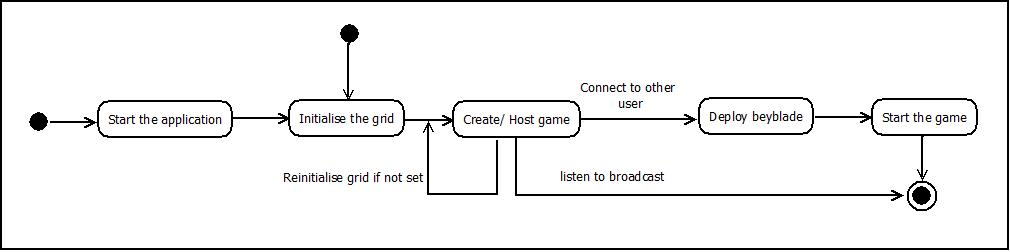 Start the application
Initialise the grid
Create/ Host game
Connect to other
user
Deploy beyblade
Start the game
Reinitialise grid if not set
listen to broadcast